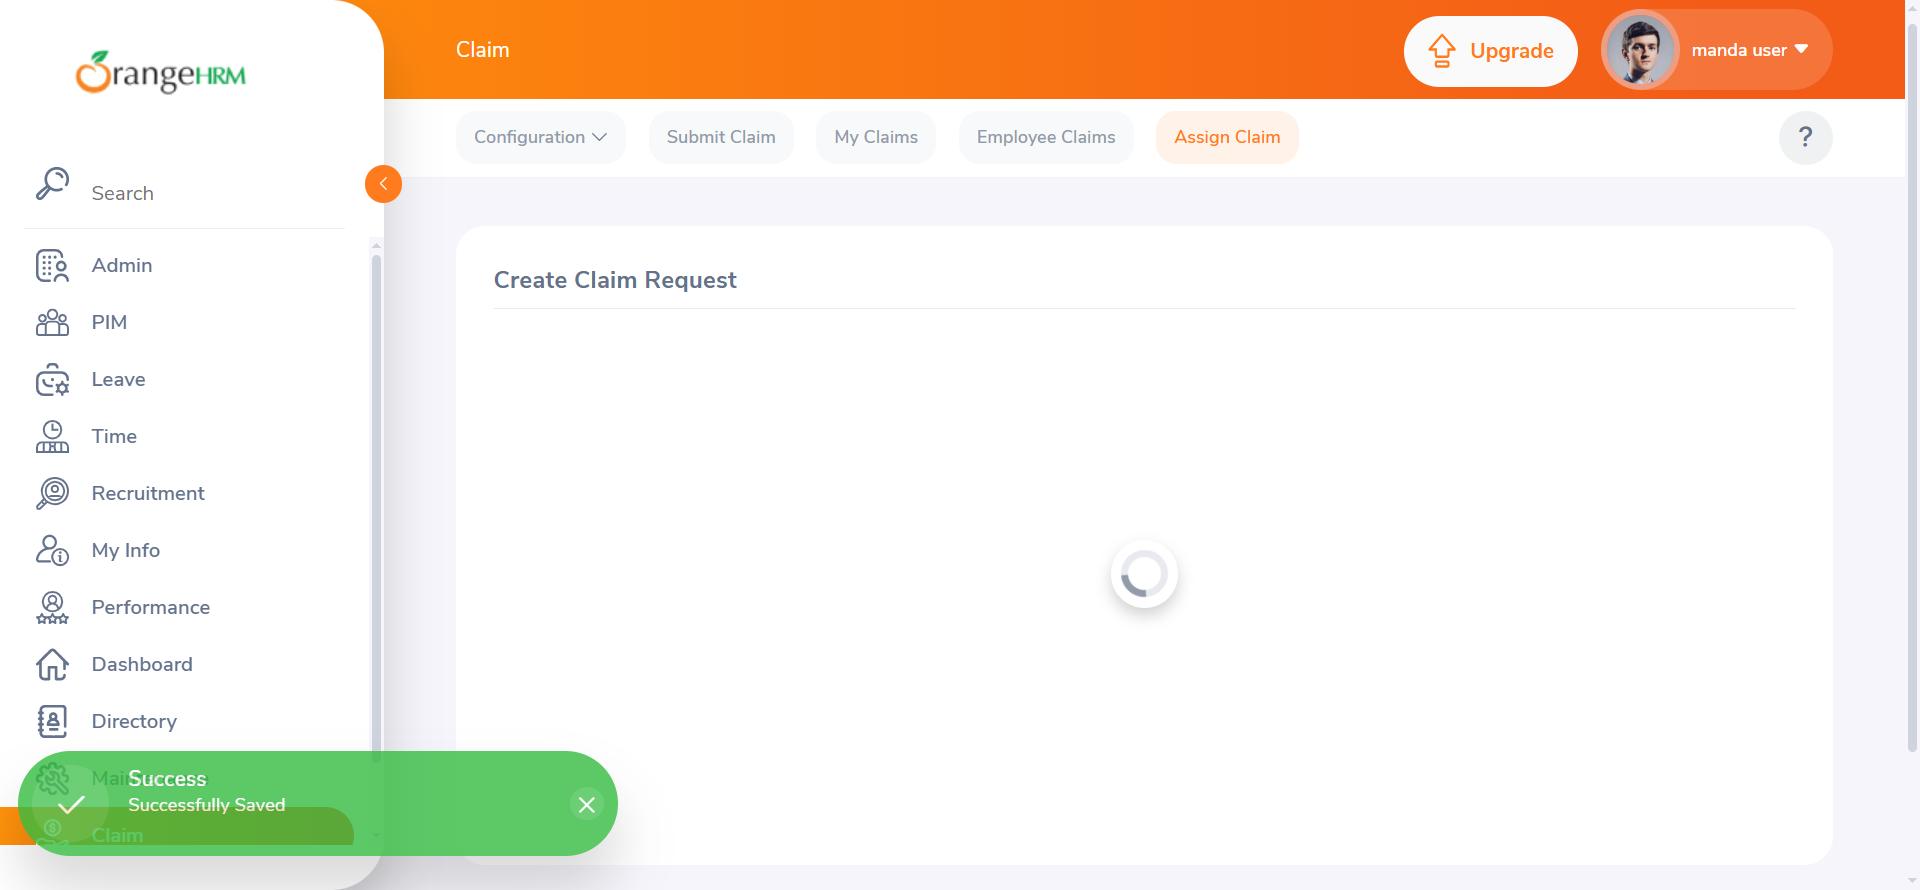 OrangeHRM
Claim
Upgrade
manda user
Configuration
Submit Claim
My Claims
Employee Claims
Assign Claim
?
Search
Admin
PIM
Leave
Time
Recruitment
My Info
Performance
Dashboard
Directory
Claim
Create Claim Request
Success
Successfully Saved